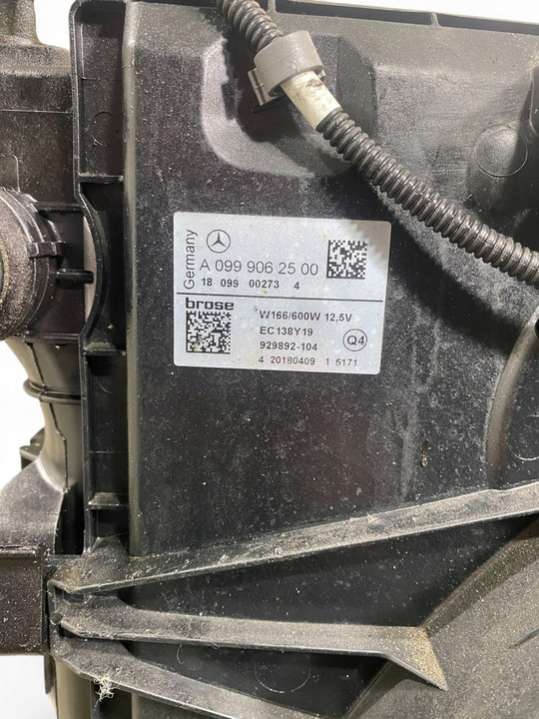 Germany
A 099 906 25 00
18 099 00273 4
brose
W166/600W 12,5V
EC138Y19
929892-104
Q4
4 20180409 1 5171